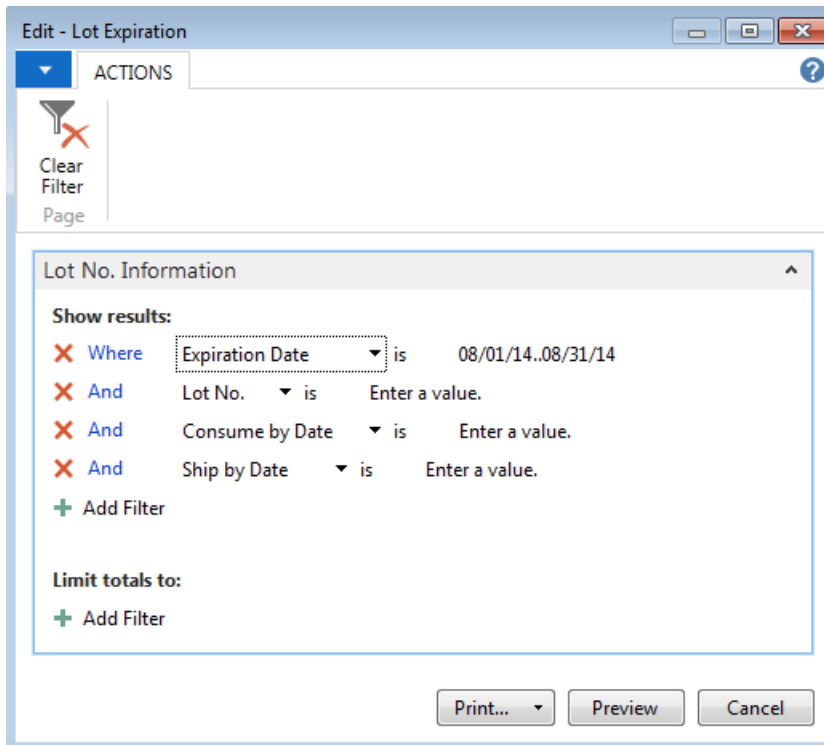 Edit - Lot Expiration
ACTIONS
?
Clear
Filter
Page
Lot No. Information
Show results:
Where Expiration Date is 08/01/14..08/31/14
And Lot No. is Enter a value.
And Consume by Date is Enter a value.
And Ship by Date is Enter a value.
Add Filter
Limit totals to:
Add Filter
Print... Preview Cancel